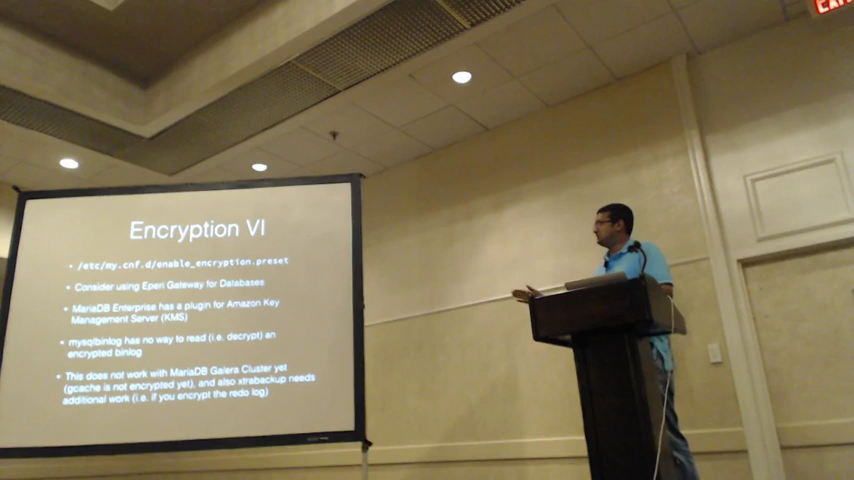 EXIT
Encryption VI
• /etc/my.cnf.d/enable_encryption.preset
• Consider using Eperi Gateway for Databases
• MariaDB Enterprise has a plugin for Amazon Key
Management Server (KMS)
• mysqlbinlog has no way to read (i.e. decrypt) an
encrypted binlog
• This does not work with MariaDB Galera Cluster yet
(gcache is not encrypted yet), and also xtrabackup needs
additional work (i.e. if you encrypt the redo log)